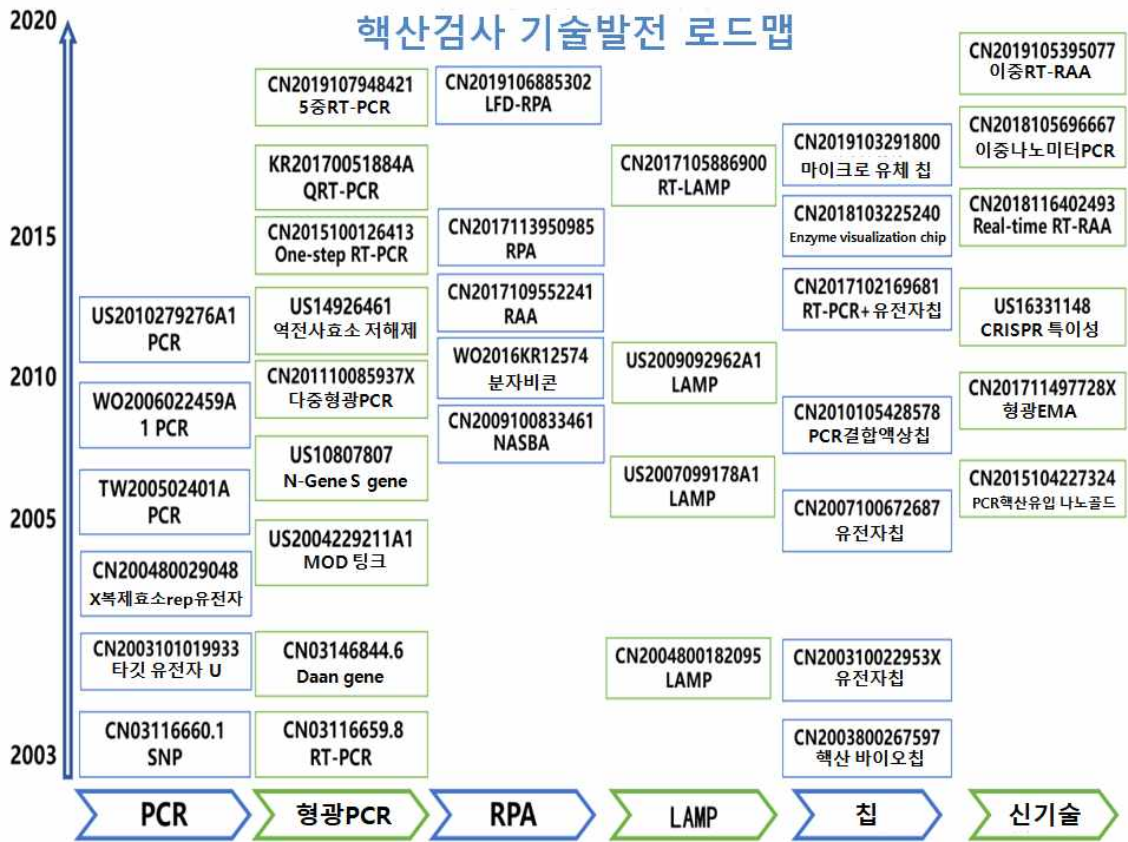 핵산검사 기술발전 로드맵
2020
2015
2010
2005
2003
CN03116660.1
SNP
CN2003101019933
타깃 유전자 U
CN200480029048
X복제효소rep유전자
TW200502401A
PCR
WO2006022459A
1 PCR
US2010279276A1
PCR
PCR
CN2019107948421
5중RT-PCR
KR20170051884A
QRT-PCR
CN2015100126413
One-step RT-PCR
US14926461
역전사효소 저해제
CN201110085937X
다중형광PCR
US10807807
N-Gene S gene
US2004229211A1
MOD 팅크
CN03146844.6
Daan gene
CN03116659.8
RT-PCR
형광PCR
CN2019106885302
LFD-RPA
CN2017113950985
RPA
CN2017109552241
RAA
WO2016KR12574
분자비콘
CN2009100833461
NASBA
RPA
CN2017105886900
RT-LAMP
US2009092962A1
LAMP
US2007099178A1
LAMP
CN2004800182095
LAMP
LAMP
CN2019103291800
마이크로 유체 칩
CN2018103225240
Enzyme visualization chip
CN2017102169681
RT-PCR+ 유전자칩
CN2010105428578
PCR결합액상칩
CN2007100672687
유전자칩
CN200310022953X
유전자칩
CN2003800267597
핵산 바이오칩
칩
CN2019105395077
이중RT-RAA
CN2018105696667
이중나노미터PCR
CN2018116402493
Real-time RT-RAA
US16331148
CRISPR 특이성
CN201711497728X
형광EMA
CN2015104227324
PCR핵산유입 나노골드
신기술